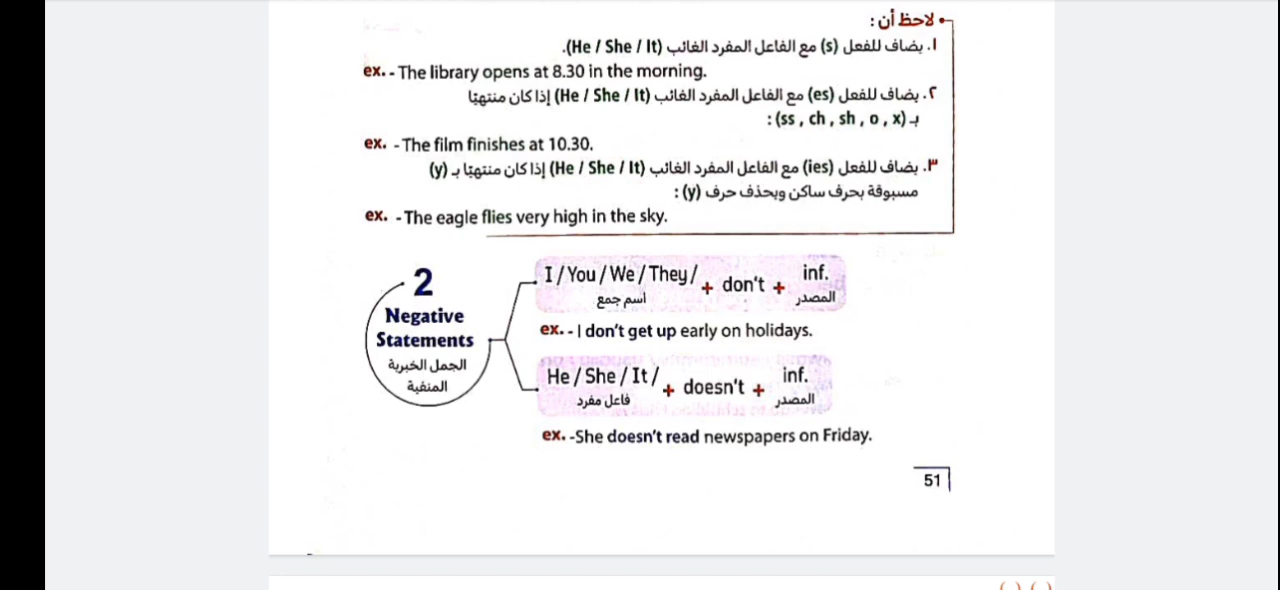 • لاحظ أن :
١. يضاف للفعل (s) مع الفاعل المفرد الغائب (He / She / It).
ex. - The library opens at 8.30 in the morning.
٢. يضاف للفعل (es) مع الفاعل المفرد الغائب (He / She / It) إذا كان منتهيًا
بـ (ss , ch , sh , o , x) :
ex. - The film finishes at 10.30.
٣. يضاف للفعل (ies) مع الفاعل المفرد الغائب (He / She / It) إذا كان منتهيًا بـ (y)
مسبوقة بحرف ساكن ويحذف حرف (y) :
ex. - The eagle flies very high in the sky.
2
Negative
Statements
الجمل الخبرية
المنفية
I / You / We / They / + don't + inf.
اسم جمع المصدر
ex. - I don't get up early on holidays.
He / She / It / + doesn't + inf.
فاعل مفرد المصدر
ex. -She doesn't read newspapers on Friday.
51